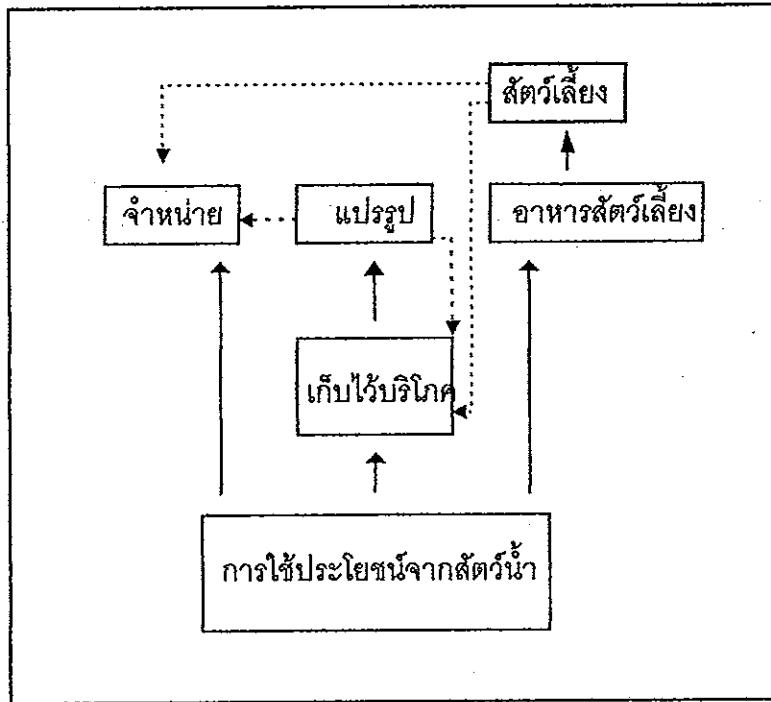 สัตว์เลี้ยง
จำหน่าย
แปรรูป
อาหารสัตว์เลี้ยง
เก็บไว้บริโภค
การใช้ประโยชน์จากสัตว์น้ำ